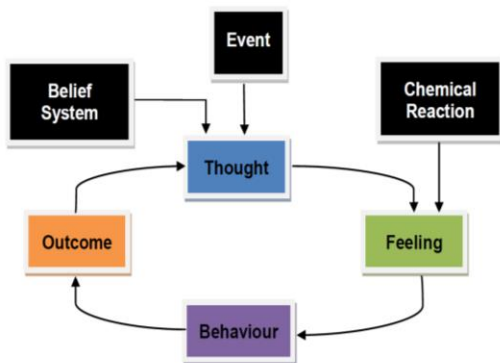 Event
Belief
System
Chemical
Reaction
Thought
Outcome
Feeling
Behaviour